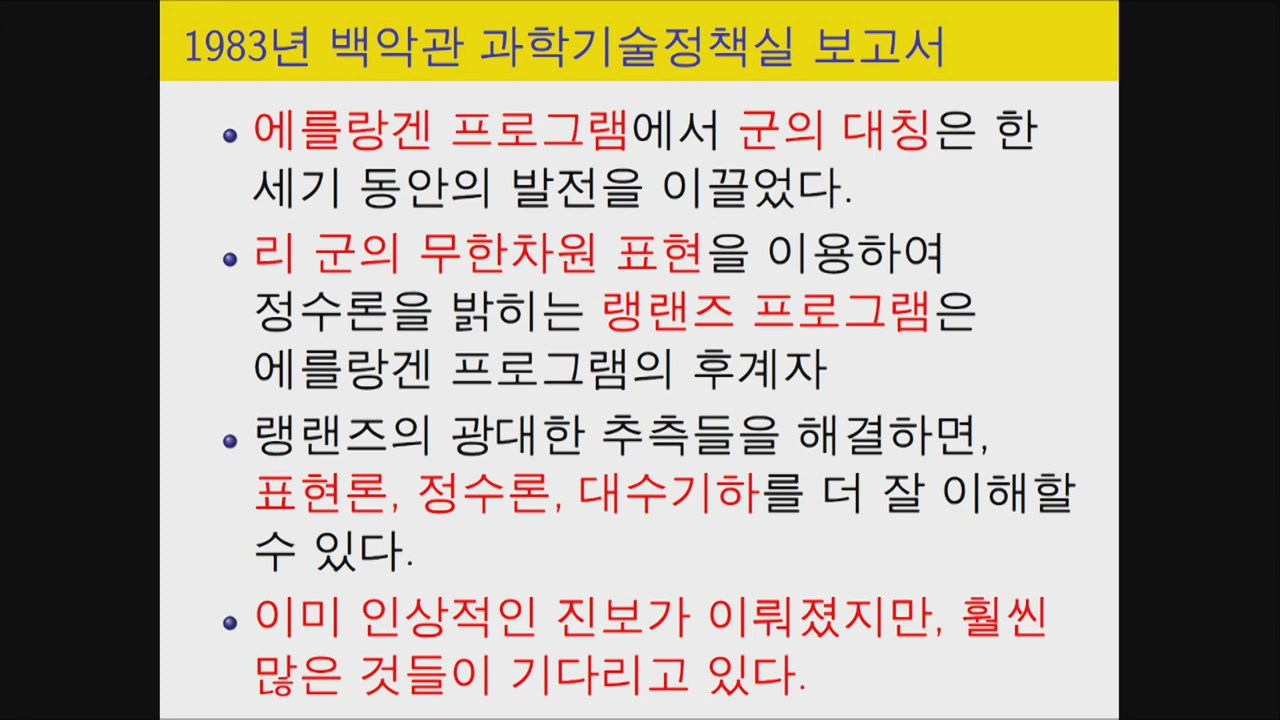 1983년 백악관 과학기술정책실 보고서
에를랑겐 프로그램에서 군의 대칭은 한
세기 동안의 발전을 이끌었다.
리 군의 무한차원 표현을 이용하여
정수론을 밝히는 랭랜즈 프로그램은
에를랑겐 프로그램의 후계자
랭랜즈의 광대한 추측들을 해결하면,
표현론, 정수론, 대수기하를 더 잘 이해할
수 있다.
이미 인상적인 진보가 이뤄졌지만, 훨씬
많은 것들이 기다리고 있다.